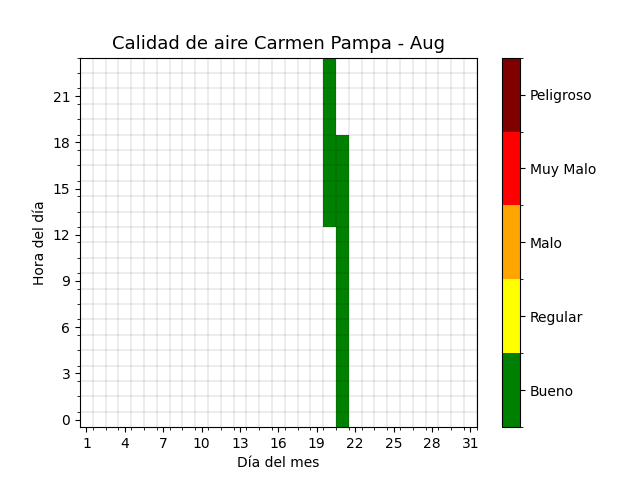 Calidad de aire Carmen Pampa - Aug
Hora del día
21
18
15
12
9
6
3
0
1 4 7 10 13 16 19 22 25 28 31
Día del mes
Peligroso
Muy Malo
Malo
Regular
Bueno